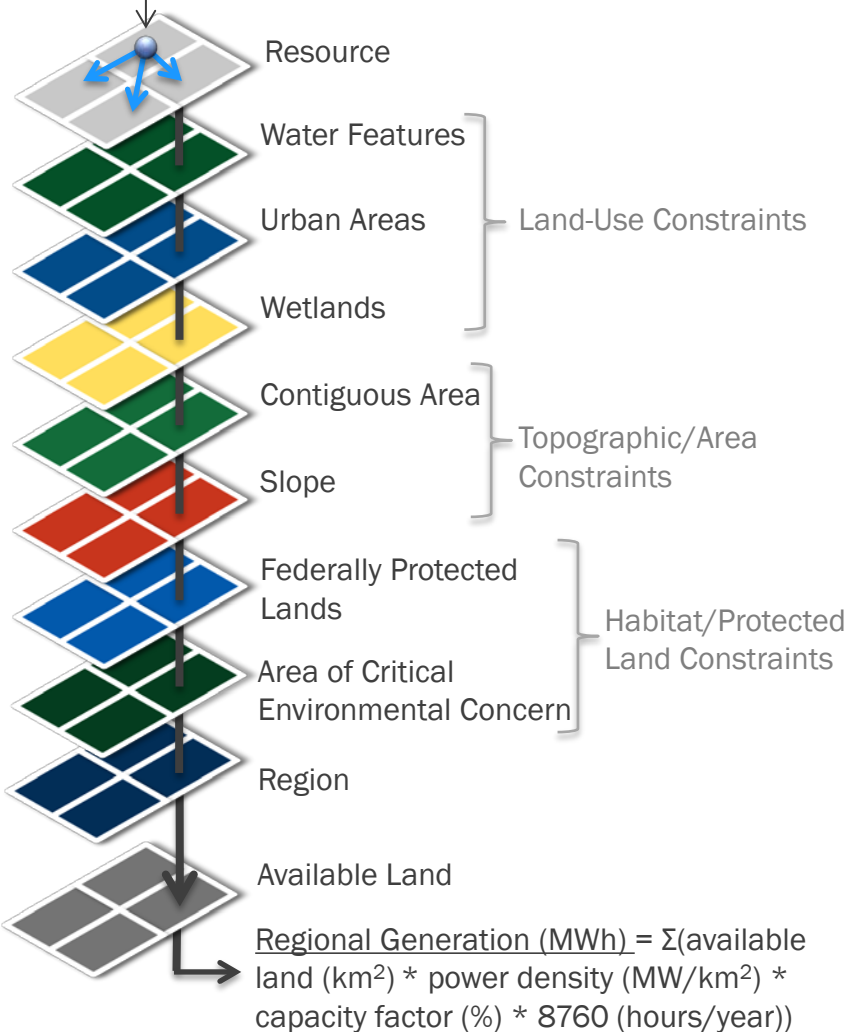 Resource
Water Features
Urban Areas
Land-Use Constraints
Wetlands
Contiguous Area
Topographic/Area
Constraints
Slope
Federally Protected
Lands
Habitat/Protected
Land Constraints
Area of Critical
Environmental Concern
Region
Available Land
Regional Generation (MWh) = Σ(available
land (km²) * power density (MW/km²) *
capacity factor (%) * 8760 (hours/year))